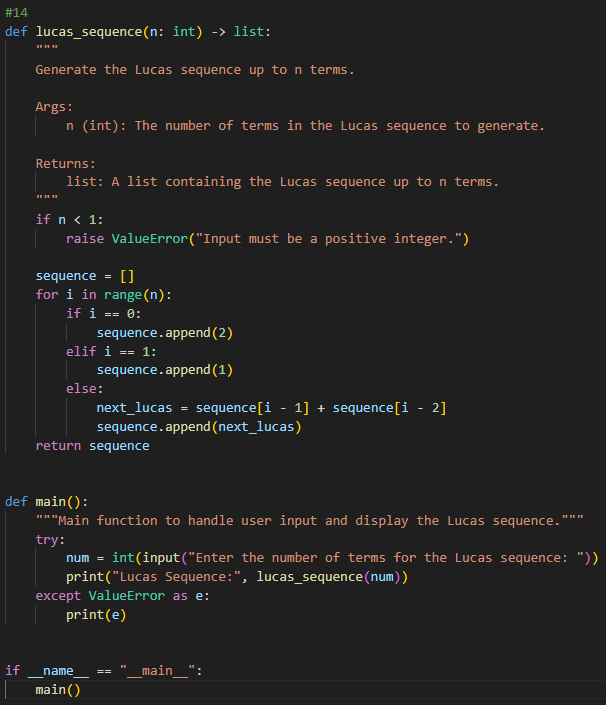 #14
def lucas_sequence(n: int) -> list:
    """
    Generate the Lucas sequence up to n terms.

    Args:
        n (int): The number of terms in the Lucas sequence to generate.

    Returns:
        list: A list containing the Lucas sequence up to n terms.
    """
    if n < 1:
        raise ValueError("Input must be a positive integer.")

    sequence = []
    for i in range(n):
        if i == 0:
            sequence.append(2)
        elif i == 1:
            sequence.append(1)
        else:
            next_lucas = sequence[i - 1] + sequence[i - 2]
            sequence.append(next_lucas)
    return sequence


def main():
    """Main function to handle user input and display the Lucas sequence."""
    try:
        num = int(input("Enter the number of terms for the Lucas sequence: "))
        print("Lucas Sequence:", lucas_sequence(num))
    except ValueError as e:
        print(e)


if __name__ == "__main__":
    main()